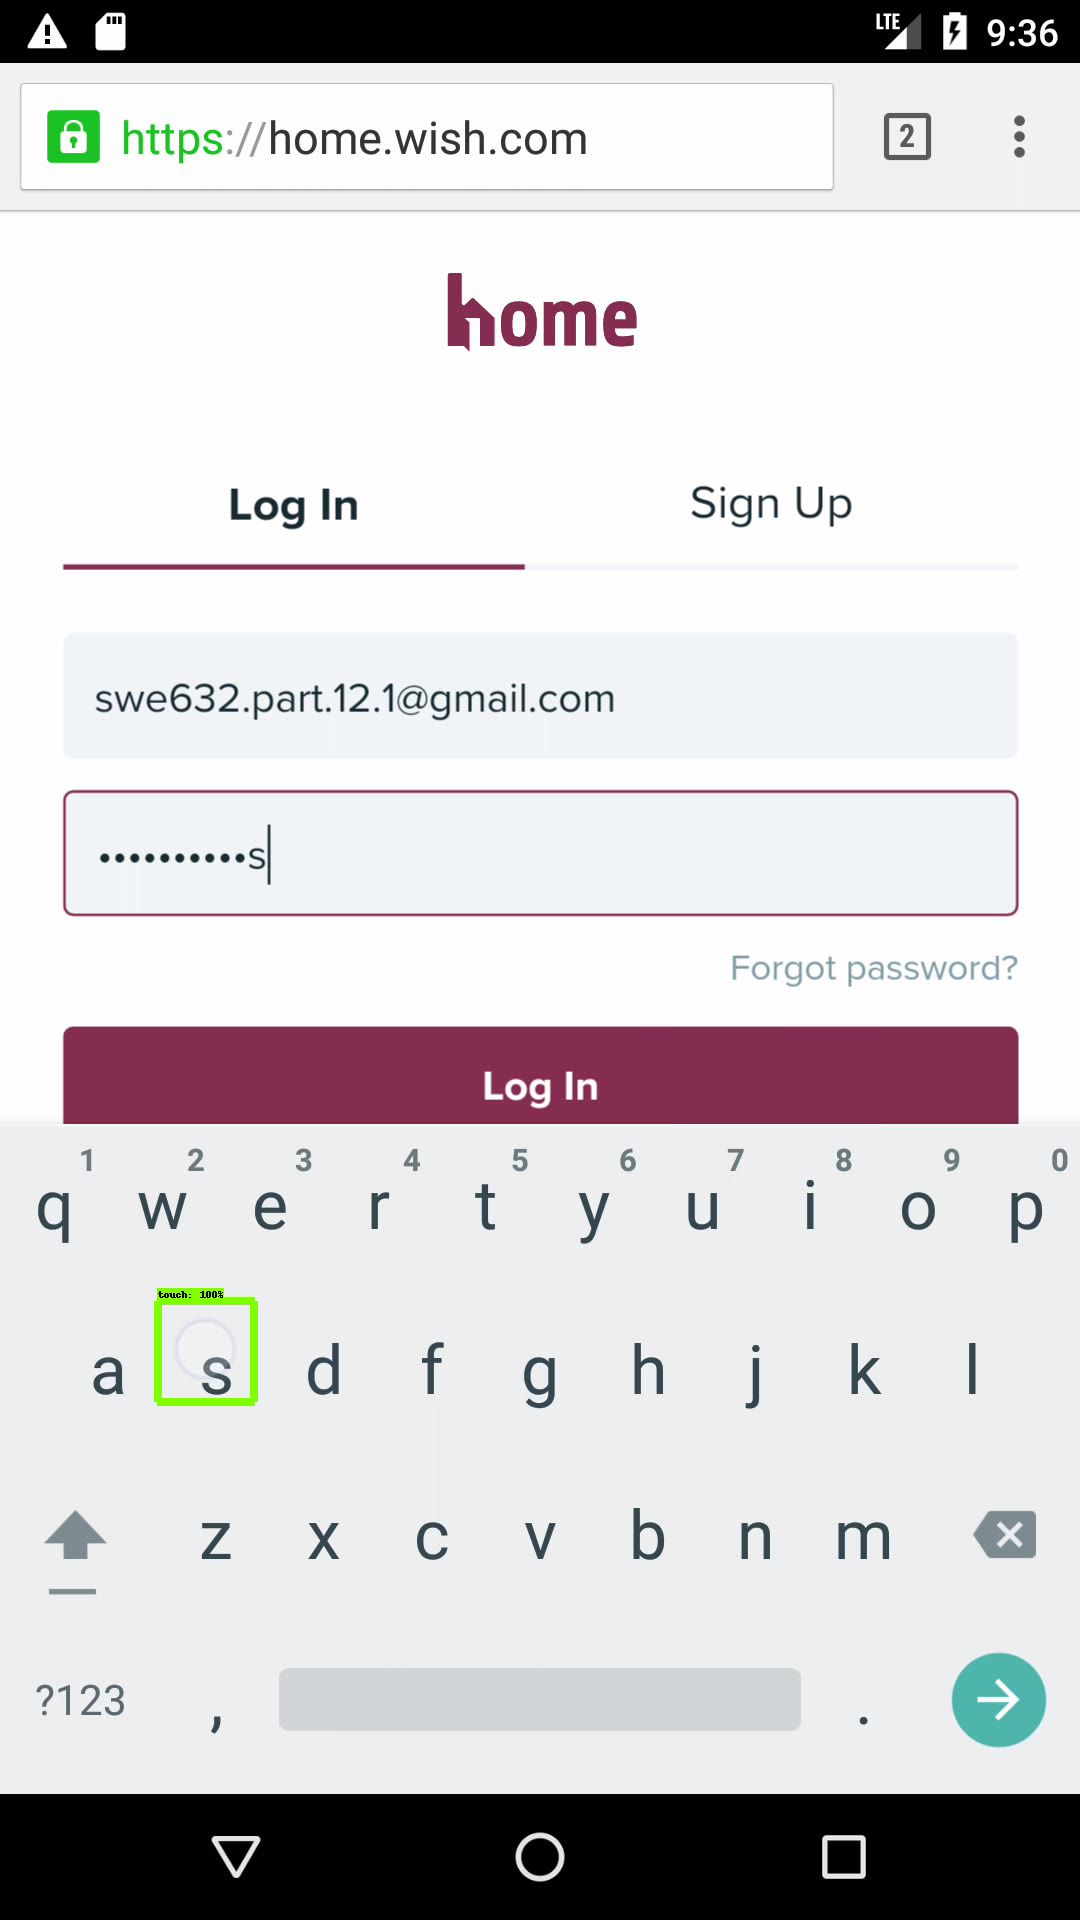 LTE 9:36
https://home.wish.com 2
home
Log In Sign Up
swe632.part.12.1@gmail.com
••••••••••s
Forgot password?
Log In
1 2 3 4 5 6 7 8 9 0
q w e r t y u i o p
touch: 100%
a s d f g h j k l
z x c v b n m
?123 , .